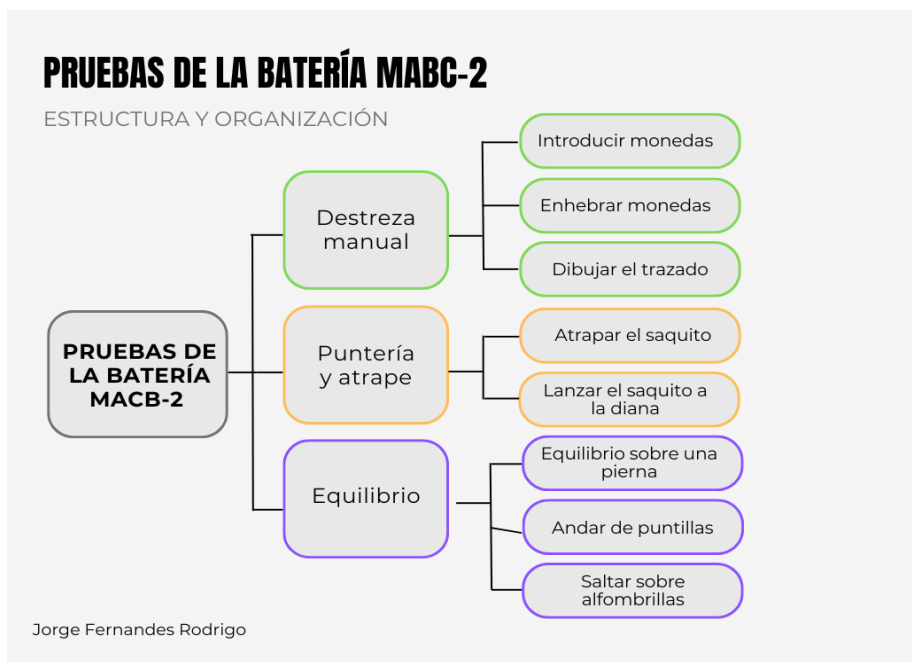 PRUEBAS DE LA BATERÍA MABC-2
ESTRUCTURA Y ORGANIZACIÓN
PRUEBAS DE
LA BATERÍA
MACB-2
Destreza
manual
Introducir monedas
Enhebrar monedas
Dibujar el trazado
Puntería
y atrape
Atrapar el saquito
Lanzar el saquito a
la diana
Equilibrio
Equilibrio sobre una
pierna
Andar de puntillas
Saltar sobre
alfombrillas
Jorge Fernandes Rodrigo